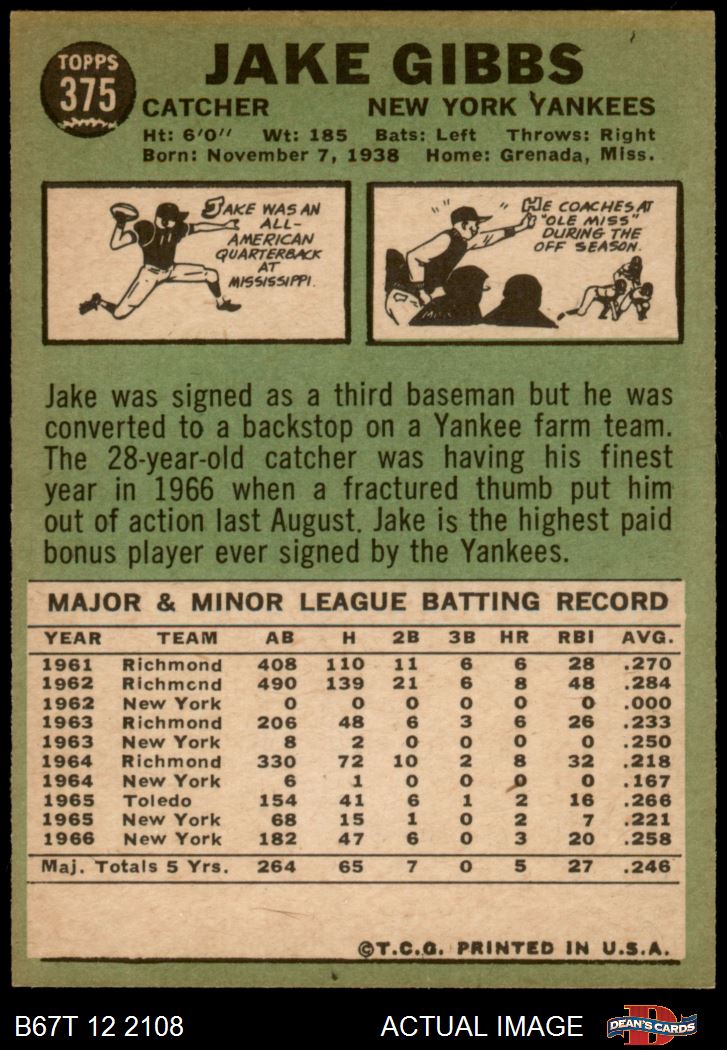 TOPPS
375
JAKE GIBBS
CATCHER NEW YORK YANKEES
Ht: 6'0" Wt: 185 Bats: Left Throws: Right
Born: November 7, 1938 Home: Grenada, Miss.
JAKE WAS AN
ALL-
AMERICAN
QUARTERBACK
AT
MISSISSIPPI.
HE COACHES AT
"OLE MISS"
DURING THE
OFF SEASON.
Jake was signed as a third baseman but he was
converted to a backstop on a Yankee farm team.
The 28-year-old catcher was having his finest
year in 1966 when a fractured thumb put him
out of action last August. Jake is the highest paid
bonus player ever signed by the Yankees.
MAJOR & MINOR LEAGUE BATTING RECORD
YEAR TEAM AB H 2B 3B HR RBI AVG.
1961 Richmond 408 110 11 6 6 28 .270
1962 Richmond 490 139 21 6 8 48 .284
1962 New York 0 0 0 0 0 0 .000
1963 Richmond 206 48 6 3 6 26 .233
1963 New York 8 2 0 0 0 0 .250
1964 Richmond 330 72 10 2 8 32 .218
1964 New York 6 1 0 0 0 0 .167
1965 Toledo 154 41 6 1 2 16 .266
1965 New York 68 15 1 0 2 7 .221
1966 New York 182 47 6 0 3 20 .258
Maj. Totals 5 Yrs. 264 65 7 0 5 27 .246
©T.C.G. PRINTED IN U.S.A.
B67T 12 2108 ACTUAL IMAGE DEAN'S CARDS